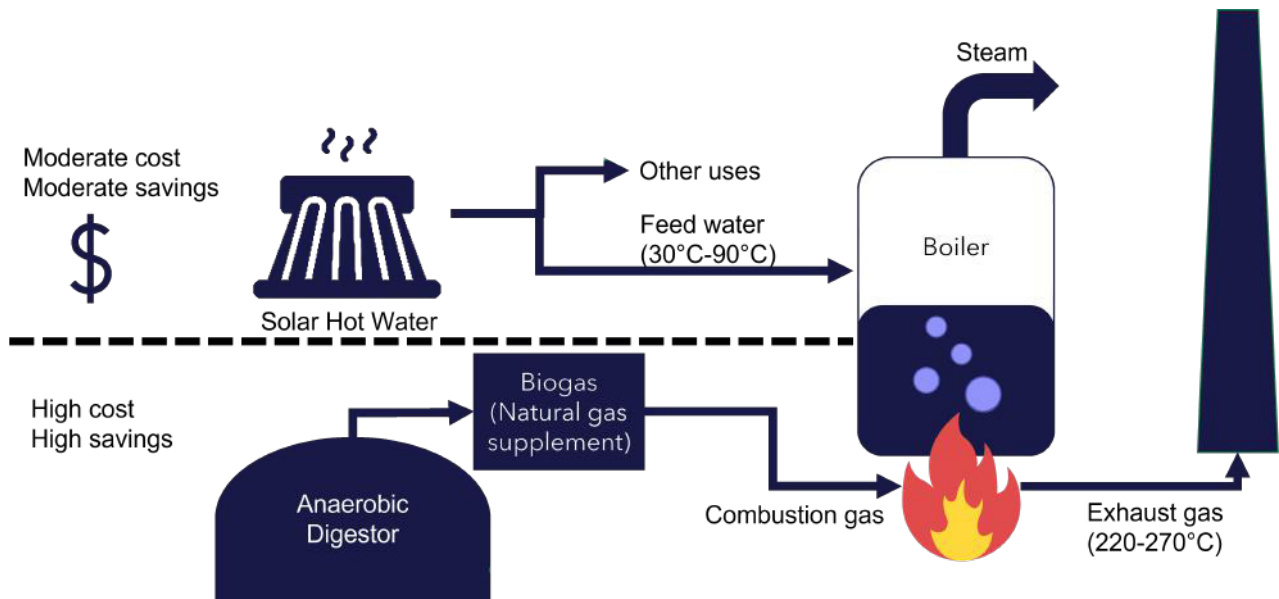 Steam
Moderate cost
Moderate savings
$
Other uses
Feed water
(30°C-90°C)
Boiler
Solar Hot Water
Biogas
(Natural gas
supplement)
High cost
High savings
Anaerobic
Digestor
Combustion gas
Exhaust gas
(220-270°C)